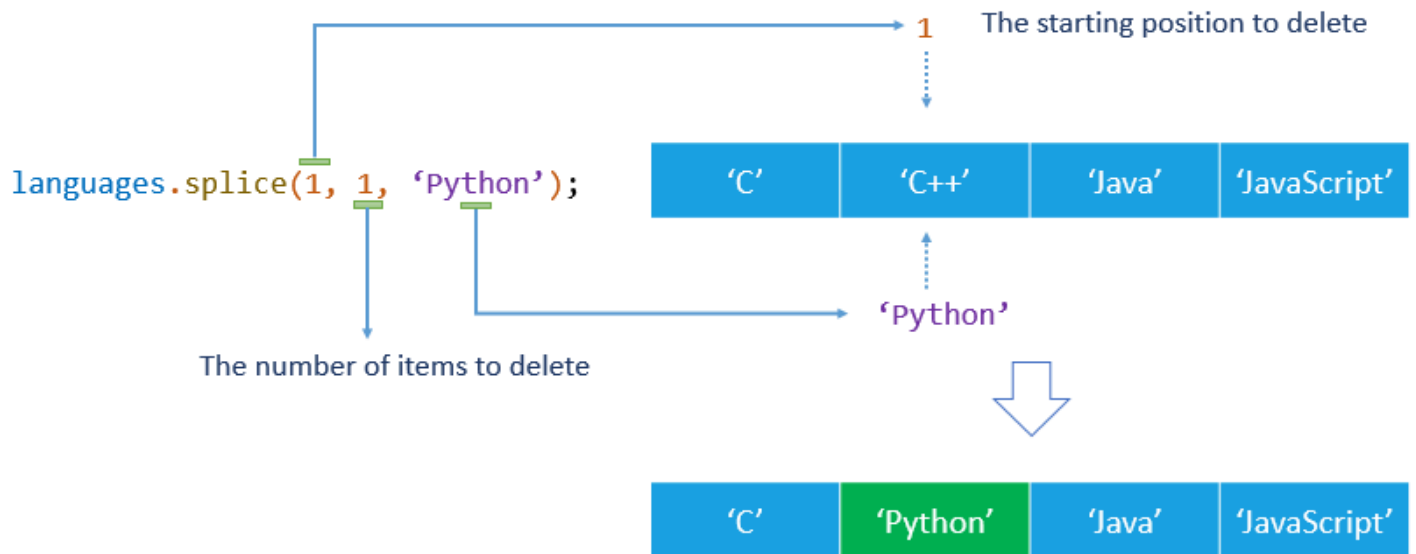 1 The starting position to delete
languages.splice(1, 1, ‘Python’);
‘C’ ‘C++’ ‘Java’ ‘JavaScript’
‘Python’
The number of items to delete
‘C’ ‘Python’ ‘Java’ ‘JavaScript’